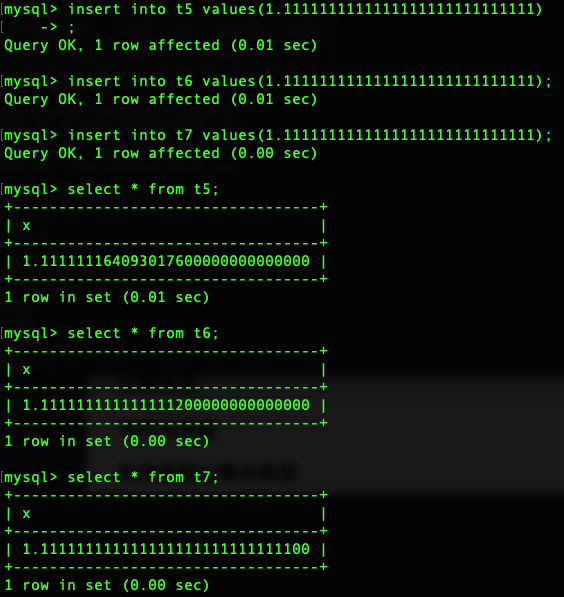 [mysql> insert into t5 values(1.1111111111111111111111111111)
[    -> ;
Query OK, 1 row affected (0.01 sec)
[mysql> insert into t6 values(1.1111111111111111111111111111);
Query OK, 1 row affected (0.01 sec)
[mysql> insert into t7 values(1.1111111111111111111111111111);
Query OK, 1 row affected (0.00 sec)
[mysql> select * from t5;
+----------------------------------+
| x                                |
+----------------------------------+
| 1.111111164093017600000000000000 |
+----------------------------------+
1 row in set (0.01 sec)
[mysql> select * from t6;
+----------------------------------+
| x                                |
+----------------------------------+
| 1.111111111111111200000000000000 |
+----------------------------------+
1 row in set (0.00 sec)
[mysql> select * from t7;
+----------------------------------+
| x                                |
+----------------------------------+
| 1.111111111111111111111111111100 |
+----------------------------------+
1 row in set (0.00 sec)